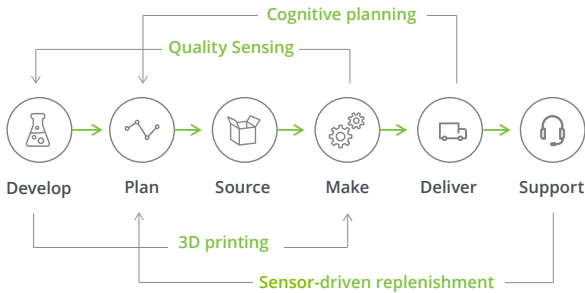 Cognitive planning
Quality Sensing
Develop Plan Source Make Deliver Support
3D printing
Sensor-driven replenishment